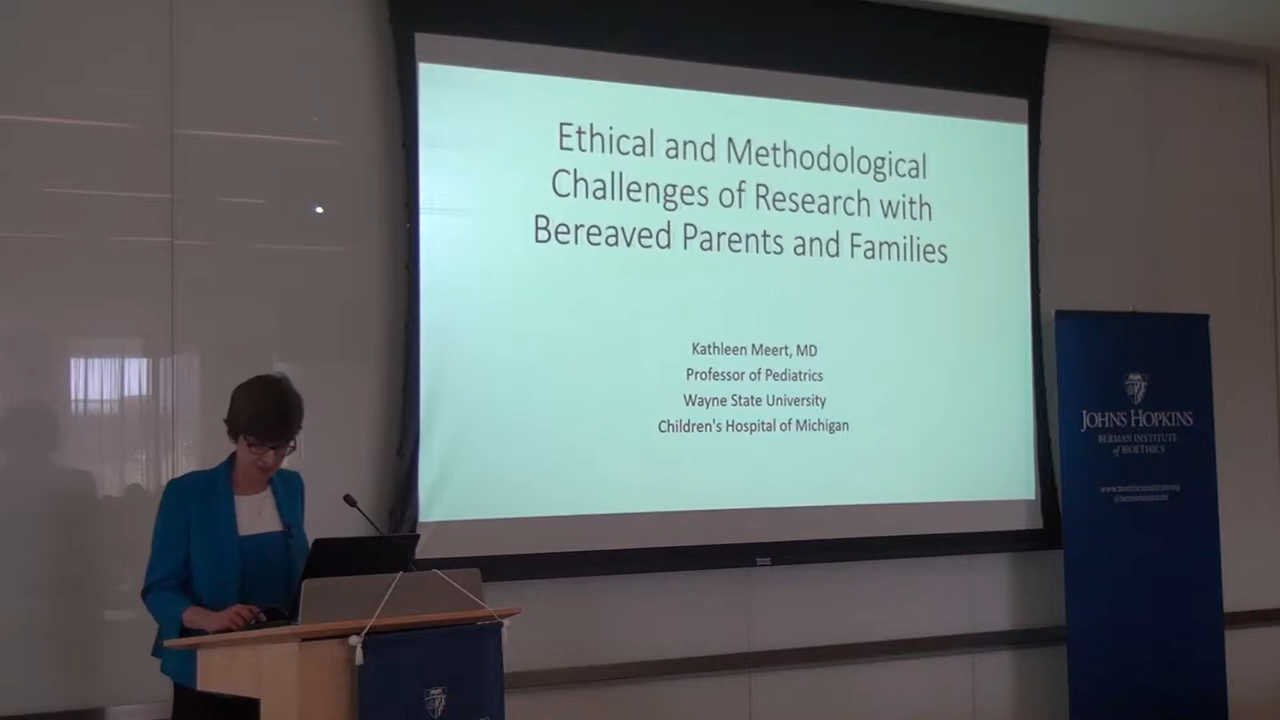 Ethical and Methodological
Challenges of Research with
Bereaved Parents and Families
Kathleen Meert, MD
Professor of Pediatrics
Wayne State University
Children's Hospital of Michigan
JOHNS HOPKINS
BERMAN INSTITUTE
of BIOETHICS